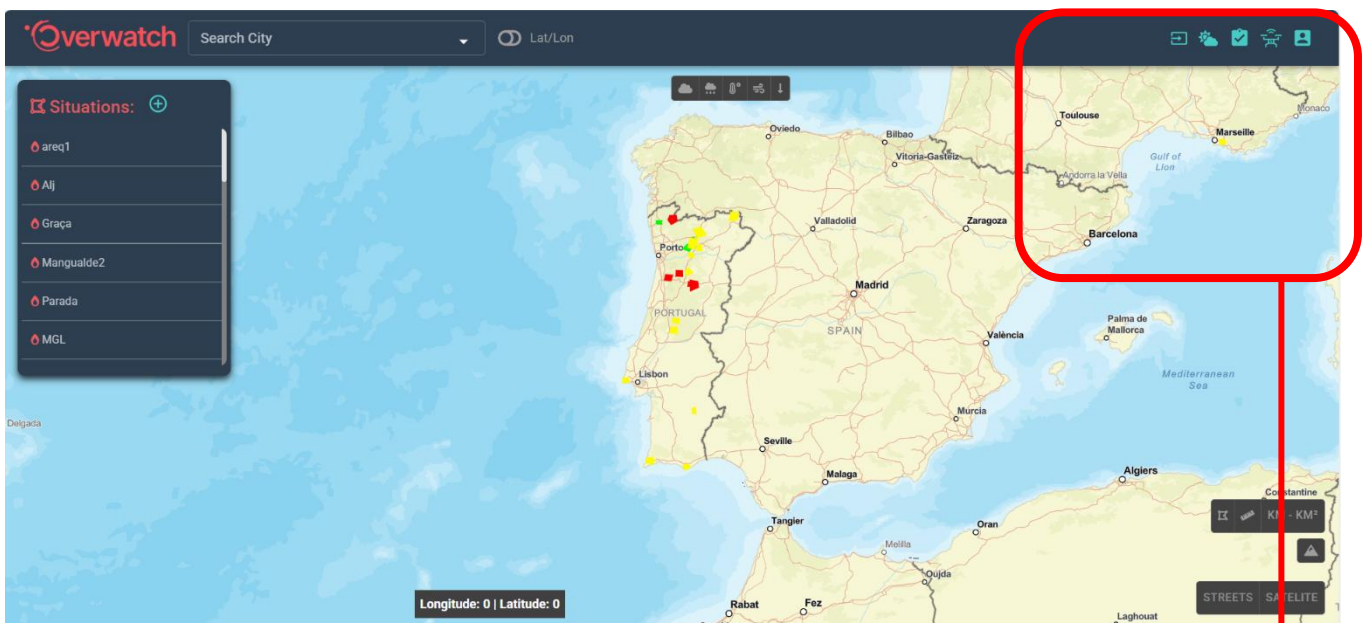 Overwatch
Search City
Lat/Lon
Situations:
areq1
Alj
Graça
Mangualde2
Parada
MGL
Delgada
Oviedo
Bilbao
Vitoria-Gasteiz
Toulouse
Marseille
Monaco
Gulf of
Lion
Andorra la Vella
Valladolid
Zaragoza
Barcelona
Porto
Madrid
PORTUGAL
SPAIN
València
Palma de
Mallorca
Lisbon
Mediterranean
Sea
Murcia
Seville
Malaga
Algiers
Constantine
Tangier
Oran
KM - KM²
Melilla
Oujda
Longitude: 0 | Latitude: 0
Rabat
Fez
STREETS
SATELITE
Laghouat